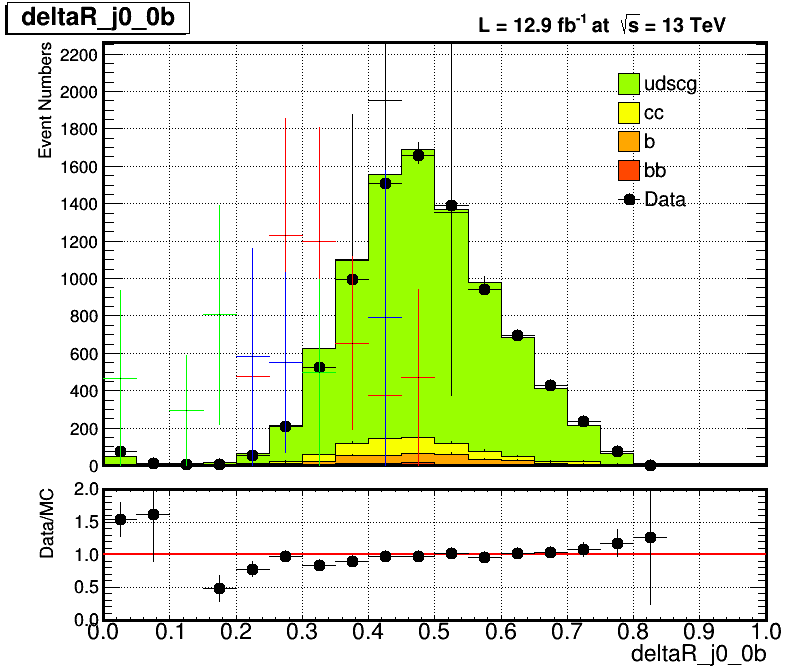 deltaR_j0_0b
L = 12.9 fb-1 at √s = 13 TeV
Event Numbers
2200
2000
1800
1600
1400
1200
1000
800
600
400
200
0
udscg
cc
b
bb
Data
Data/MC
2.0
1.5
1.0
0.5
0.0
0.0 0.1 0.2 0.3 0.4 0.5 0.6 0.7 0.8 0.9 1.0
deltaR_j0_0b